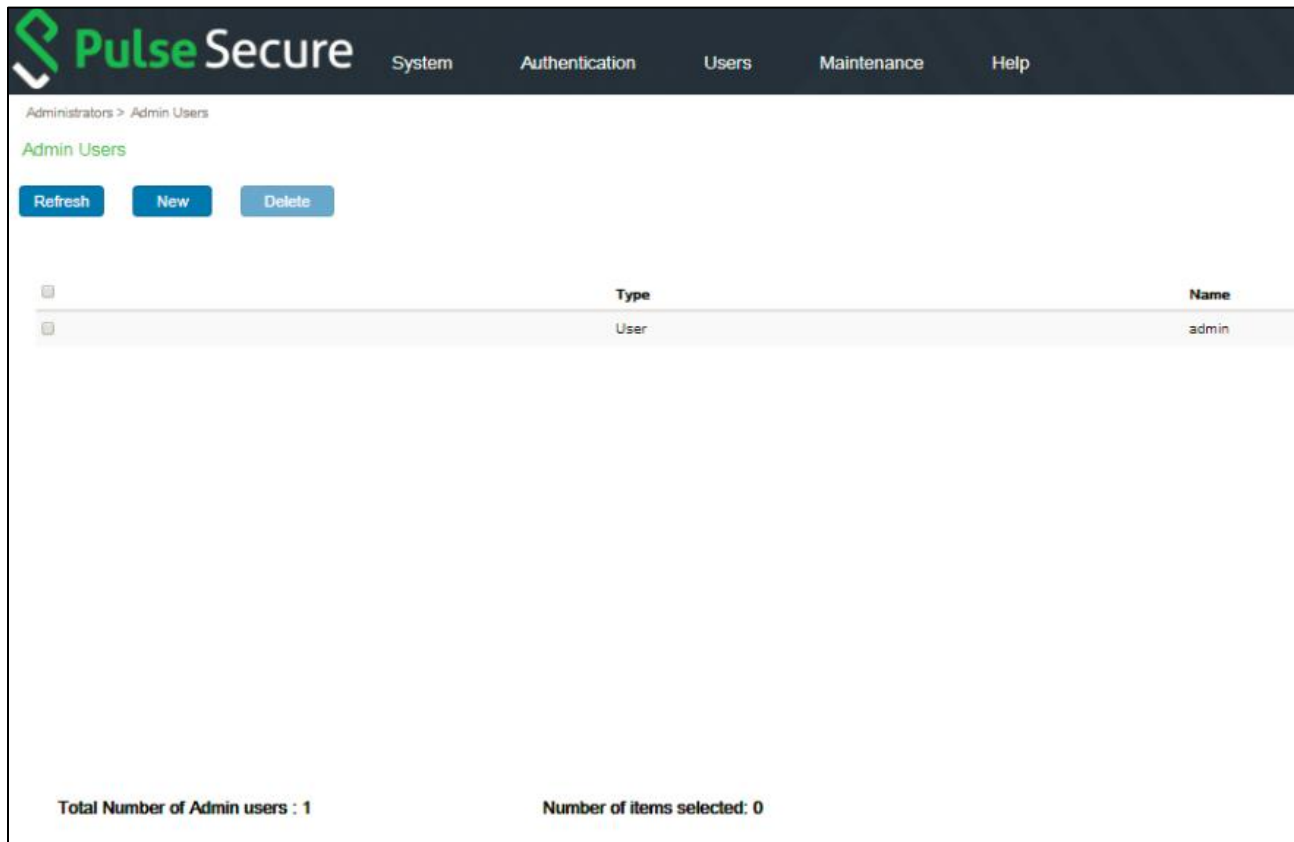 Pulse Secure System Authentication Users Maintenance Help
Administrators > Admin Users
Admin Users
Refresh New Delete
Type Name
User admin
Total Number of Admin users : 1 Number of items selected: 0